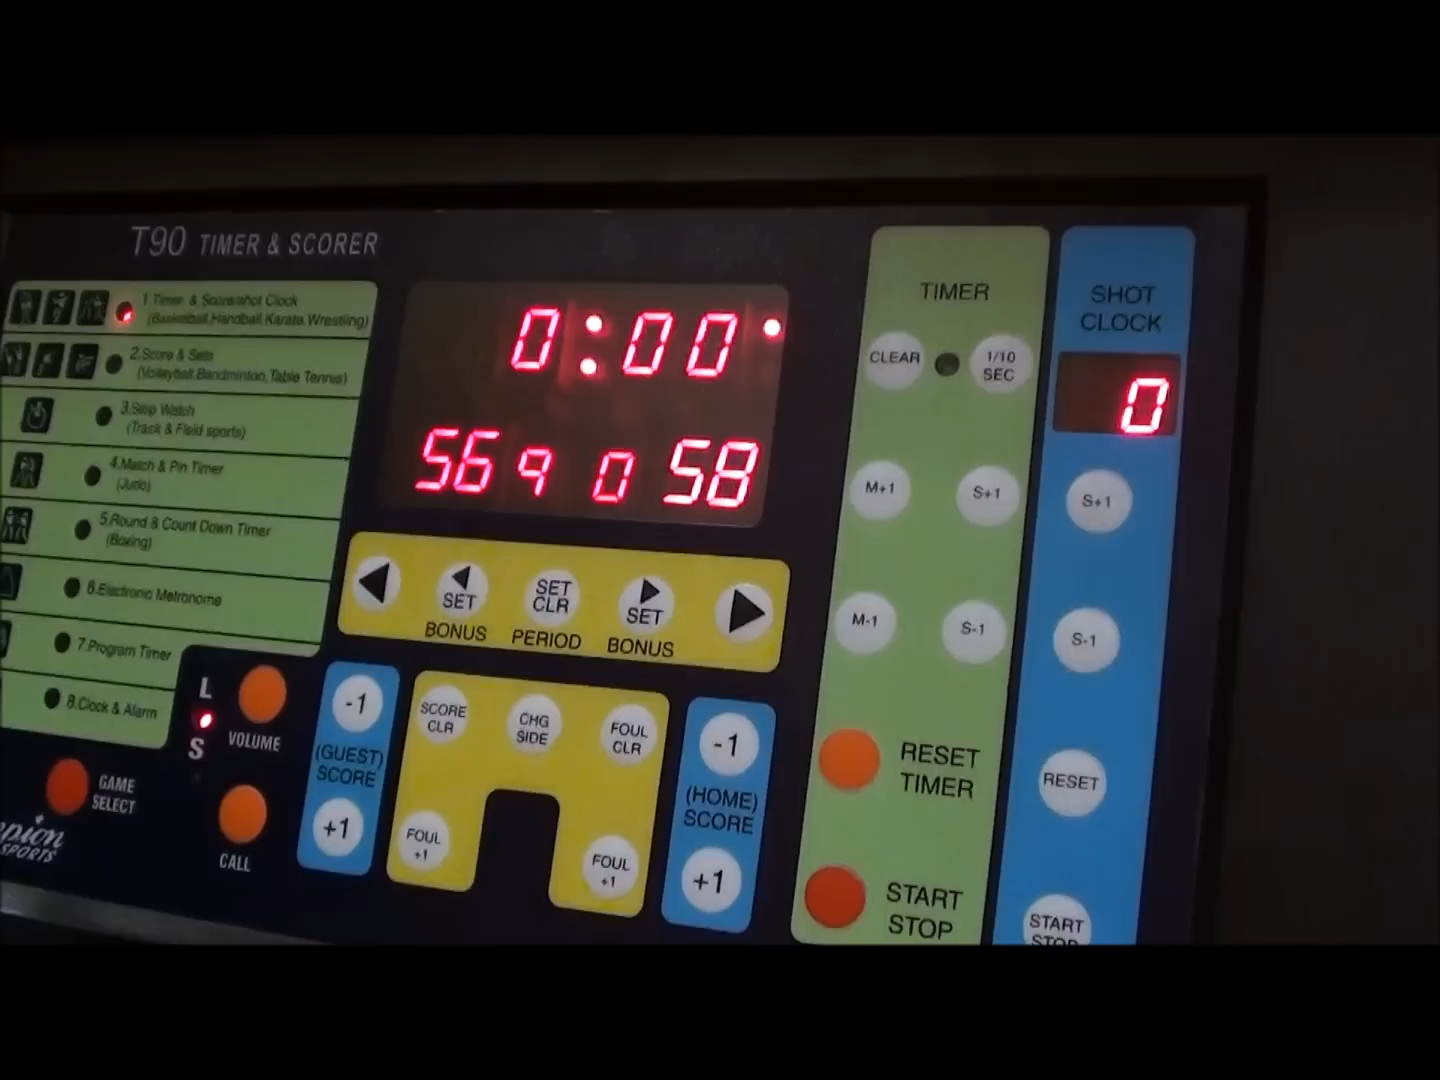 T90 TIMER & SCORER
1 Timer & Score/shot Clock
(Basketball,Handball,Karate,Wrestling)
2.Score & Sets
(Volleyball,Bandminton,Table Tennis)
3.Stop Watch
(Track & Field sports)
4.Match & Pin Timer
(Judo)
5.Round & Count Down Timer
(Boxing)
6.Electronic Metronome
7.Program Timer
8.Clock & Alarm
L
S
VOLUME
GAME
SELECT
CALL
SPORTS
0:00
56 9 0 58
SET
SET
CLR
SET
BONUS PERIOD BONUS
-1
(GUEST)
SCORE
+1
SCORE
CLR
CHG
SIDE
FOUL
CLR
FOUL
+1
FOUL
+1
-1
(HOME)
SCORE
+1
TIMER
CLEAR
1/10
SEC
M+1 S+1
M-1 S-1
RESET
TIMER
START
STOP
SHOT
CLOCK
0
S+1
S-1
RESET
START
STOP